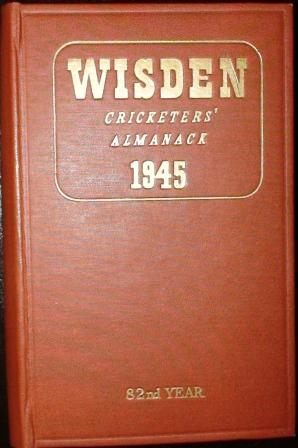 WISDEN
CRICKETERS'
ALMANACK
1945
82nd YEAR